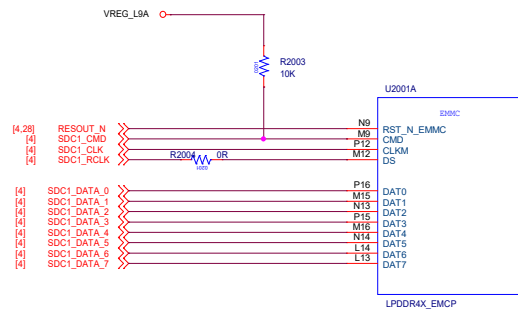 VREG_L9A
R2003
10K
0201
U2001A
EMMC
[4,28] RESOUT_N N9 RST_N_EMMC
[4] SDC1_CMD M9 CMD
[4] SDC1_CLK P12 CLKM
[4] SDC1_RCLK R2004 0R M12 DS
0201
[4] SDC1_DATA_0 P16 DAT0
[4] SDC1_DATA_1 M15 DAT1
[4] SDC1_DATA_2 N13 DAT2
[4] SDC1_DATA_3 P15 DAT3
[4] SDC1_DATA_4 M16 DAT4
[4] SDC1_DATA_5 N14 DAT5
[4] SDC1_DATA_6 L14 DAT6
[4] SDC1_DATA_7 L13 DAT7
LPDDR4X_EMCP